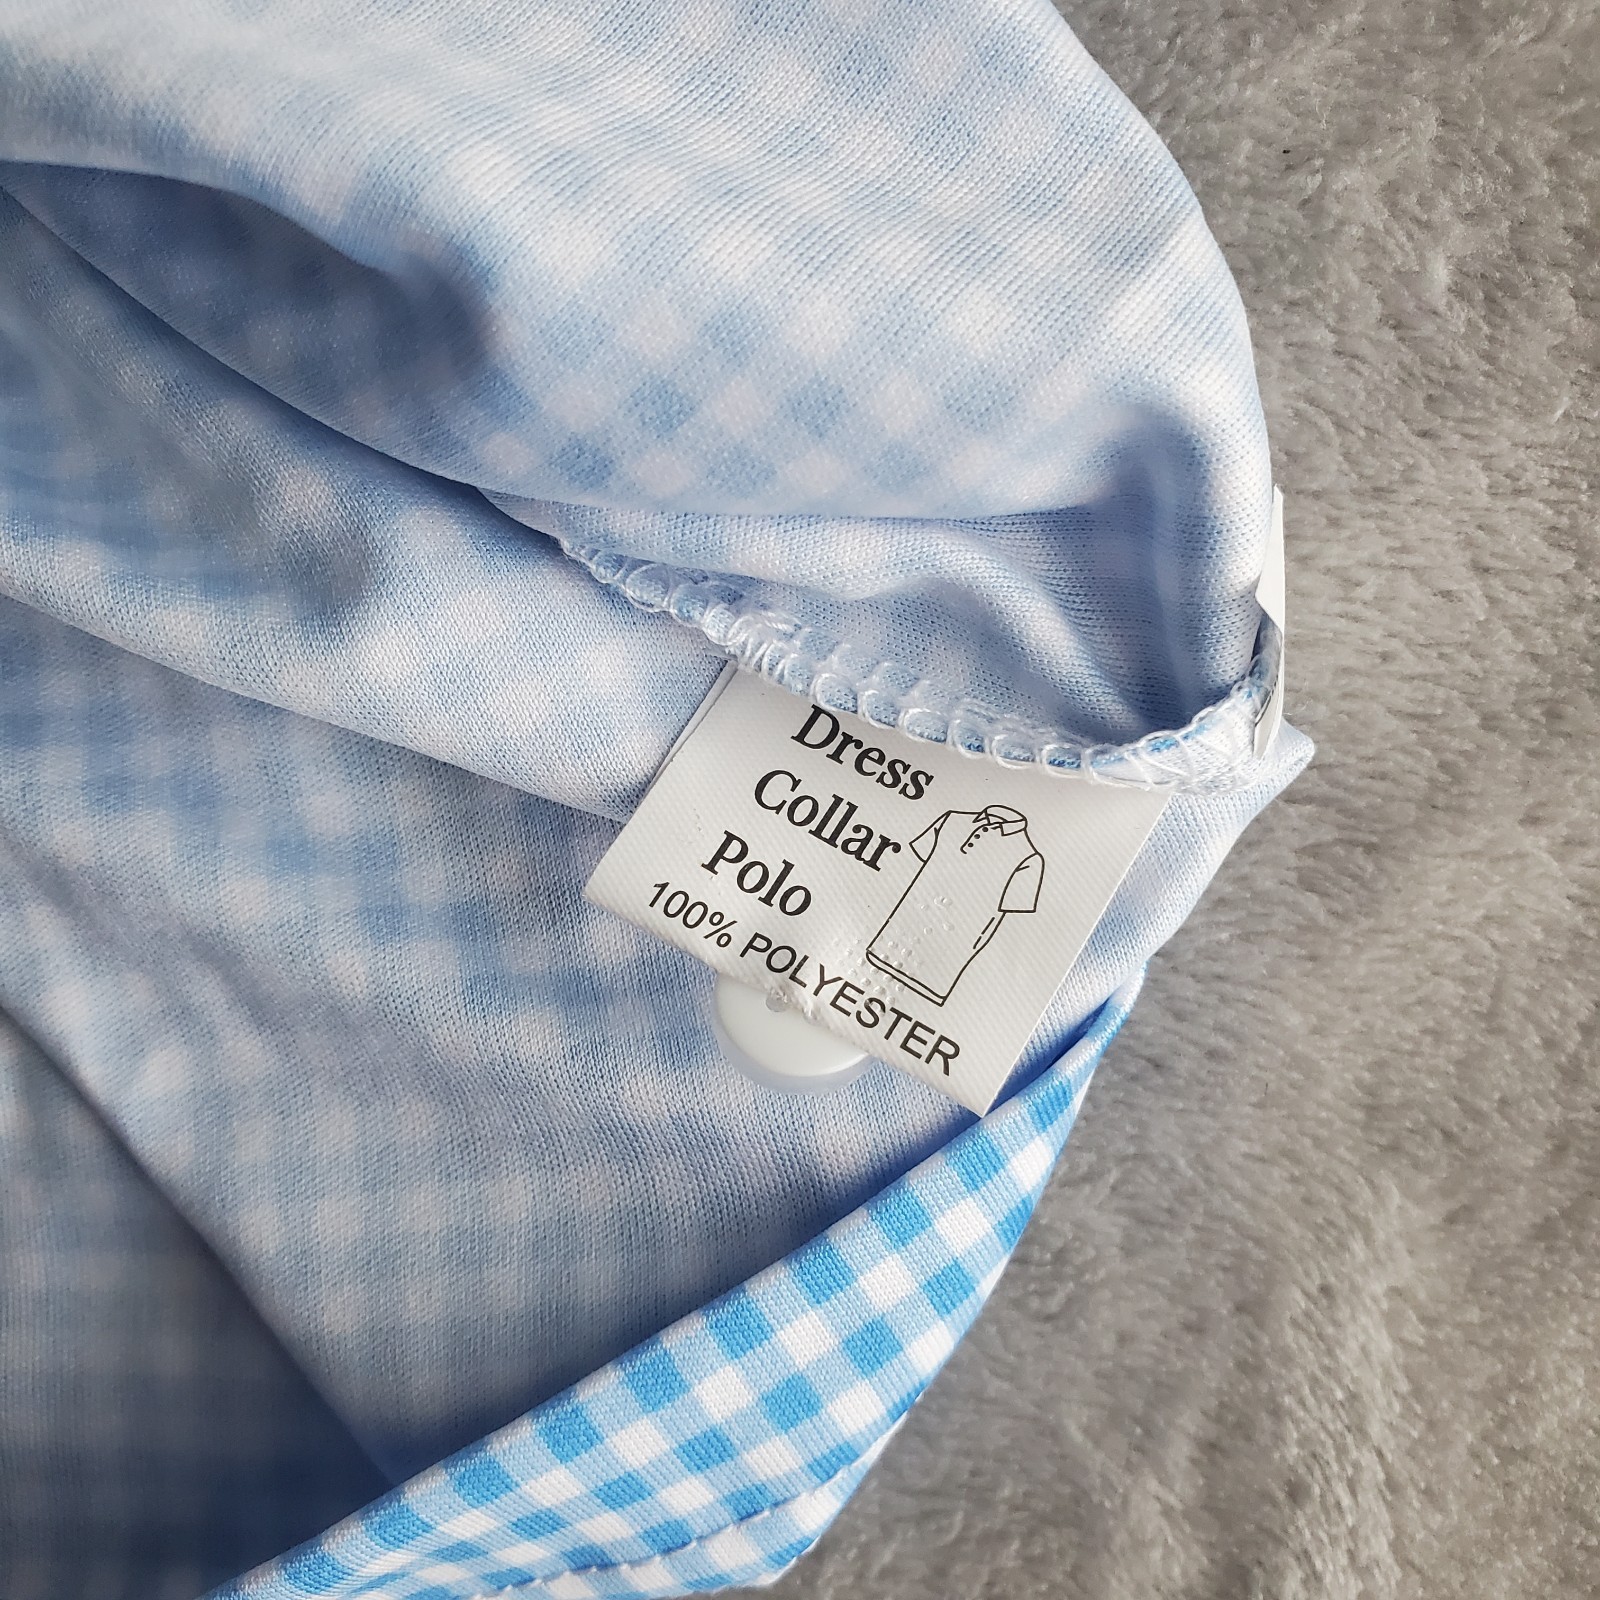 Dress
Collar
Polo
100% POLYESTER